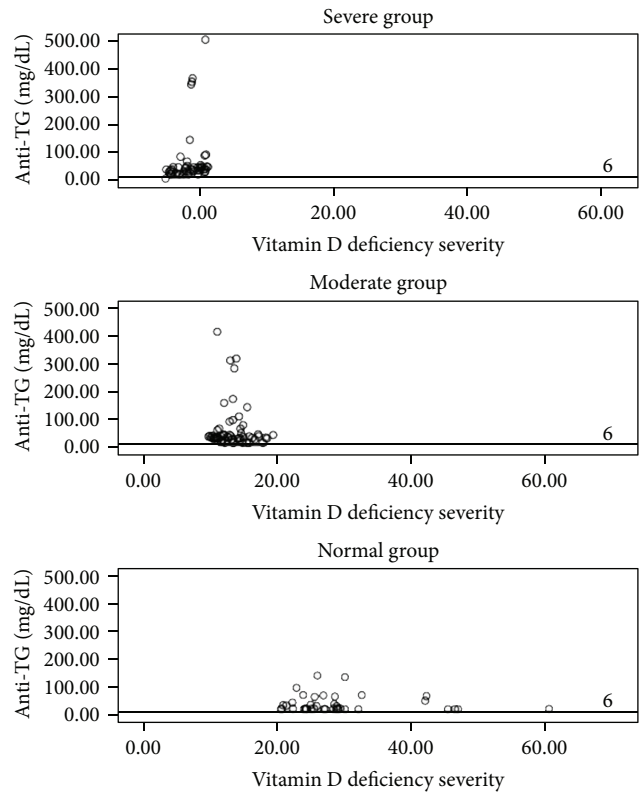 Severe group
Anti-TG (mg/dL)
500.00
400.00
300.00
200.00
100.00
0.00
6
0.00 20.00 40.00 60.00
Vitamin D deficiency severity
Moderate group
Anti-TG (mg/dL)
500.00
400.00
300.00
200.00
100.00
0.00
6
0.00 20.00 40.00 60.00
Vitamin D deficiency severity
Normal group
Anti-TG (mg/dL)
500.00
400.00
300.00
200.00
100.00
0.00
6
0.00 20.00 40.00 60.00
Vitamin D deficiency severity